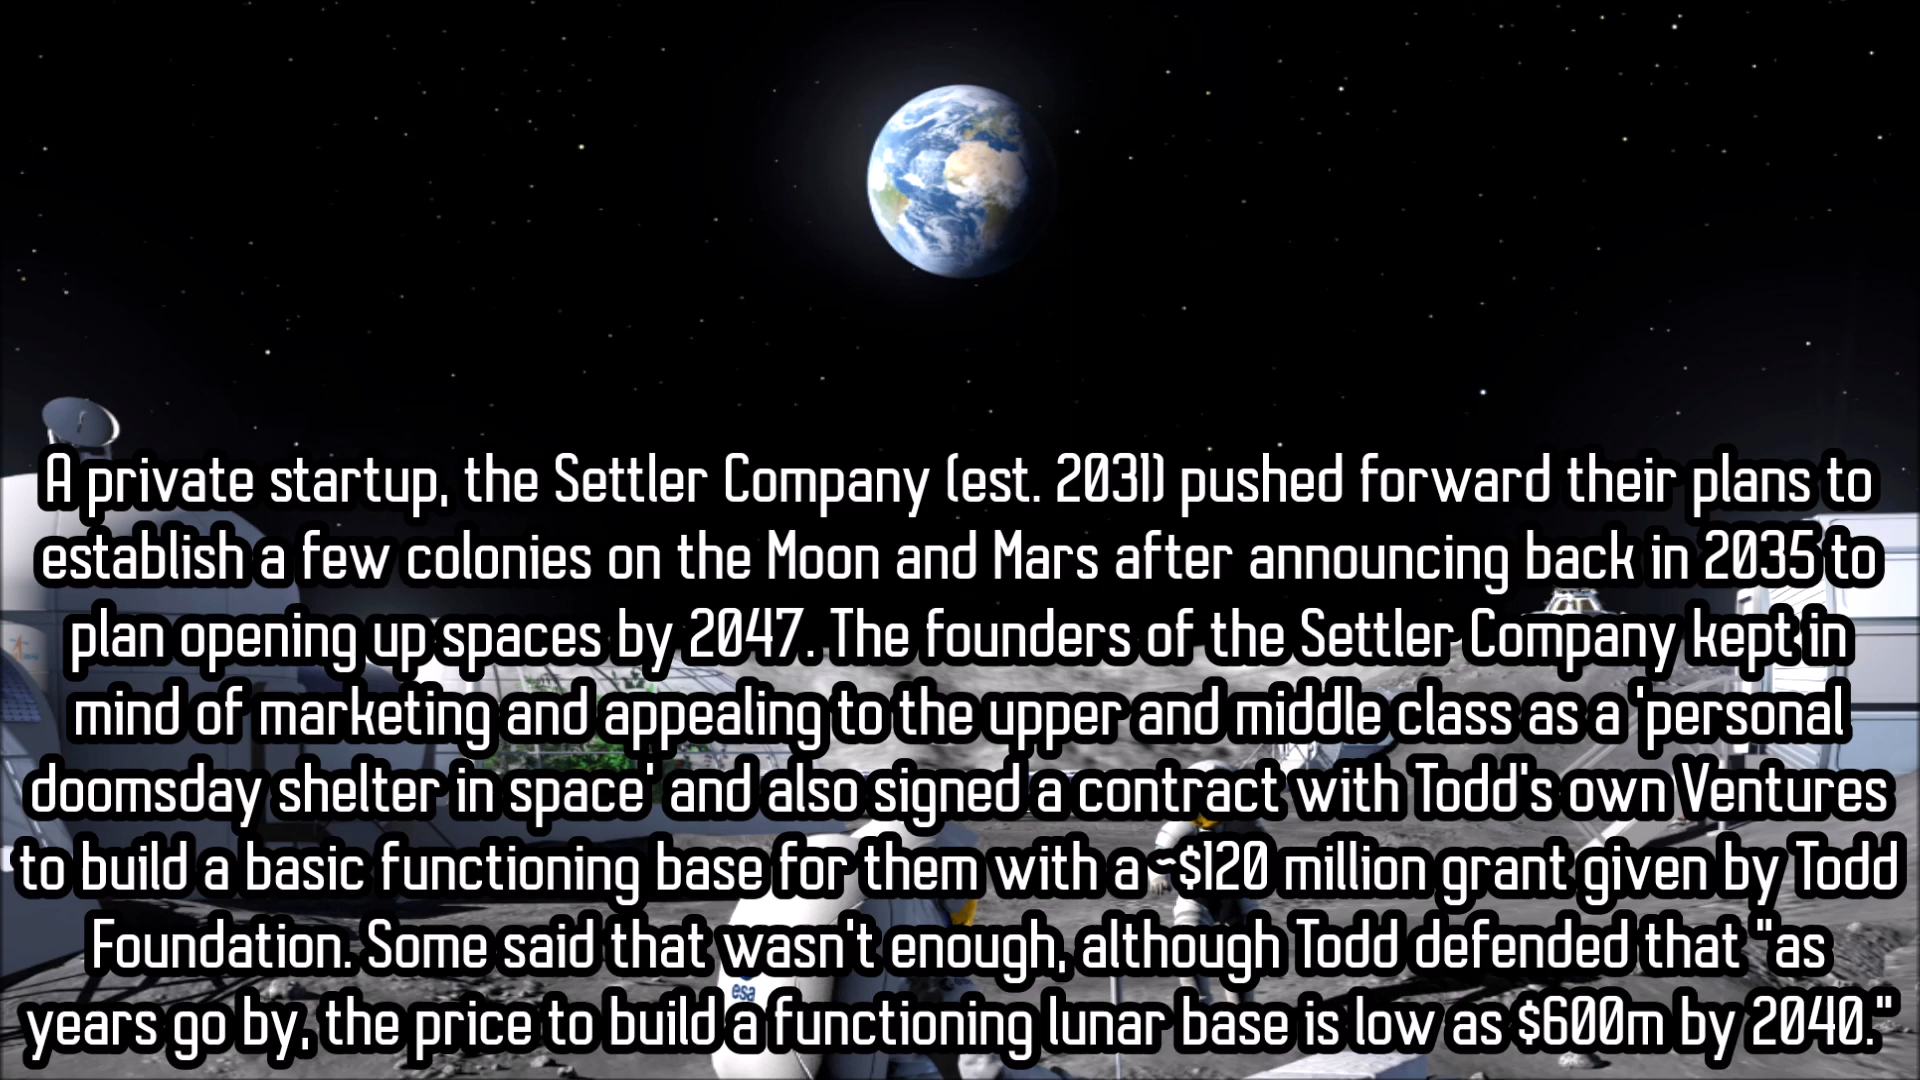 A private startup, the Settler Company (est. 2031) pushed forward their plans to
establish a few colonies on the Moon and Mars after announcing back in 2035 to
plan opening up spaces by 2047. The founders of the Settler Company kept in
mind of marketing and appealing to the upper and middle class as a 'personal
doomsday shelter in space' and also signed a contract with Todd's own Ventures
to build a basic functioning base for them with a ~$120 million grant given by Todd
Foundation. Some said that wasn't enough, although Todd defended that "as
esa
years go by, the price to build a functioning lunar base is low as $600m by 2040."